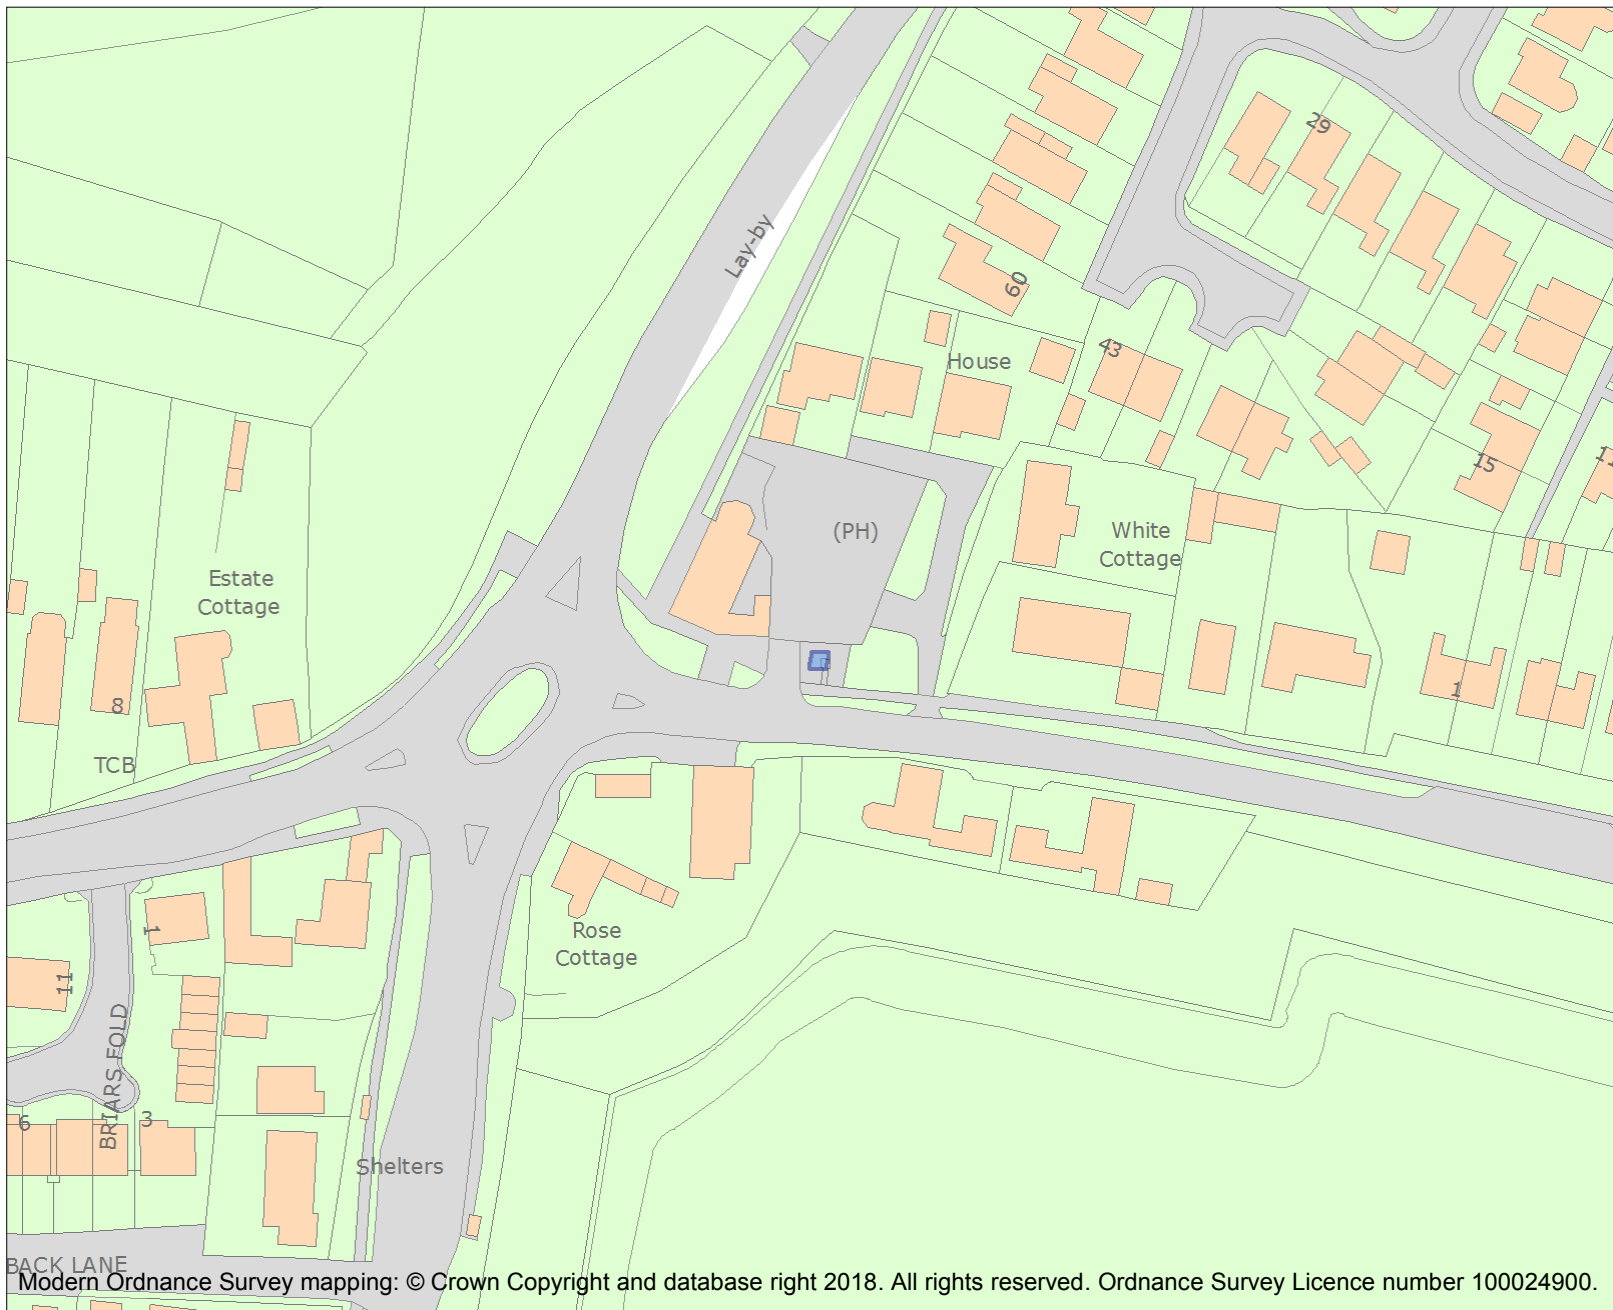 29
Lay-by
60
43
House
15
(PH)
White
Cottage
Estate
Cottage
8
1
TCB
Rose
Cottage
1
11
BRIARS FOLD
6
3
Shelters
BACK LANE
Modern Ordnance Survey mapping: © Crown Copyright and database right 2018. All rights reserved. Ordnance Survey Licence number 100024900.